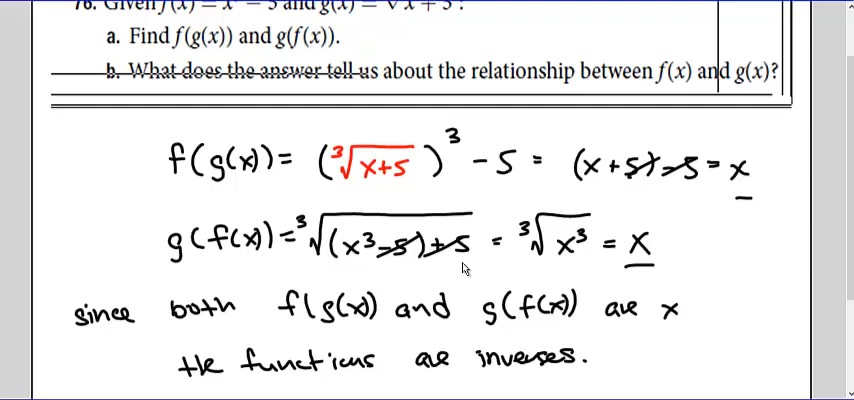 a. Find f(g(x)) and g(f(x)).
b. What does the answer tell us about the relationship between f(x) and g(x)?
f(g(x)) = (∛x+5)³ - 5 = (x+5)-5 = x
g(f(x)) = ∛(x³-5)+5 = ∛x³ = x
since both f(g(x)) and g(f(x)) are x
the functions are inverses.